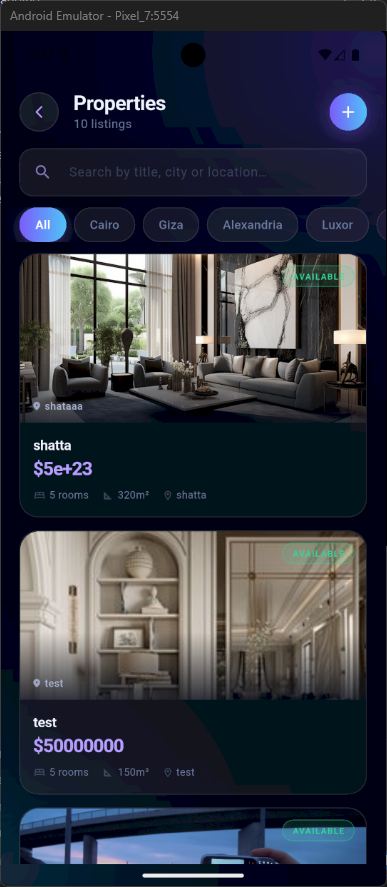 Android Emulator - Pixel_7:5554
Properties
10 listings
Search by title, city or location...
All
Cairo
Giza
Alexandria
Luxor
AVAILABLE
shataaa
shatta
$5e+23
5 rooms 320m² shatta
AVAILABLE
test
test
$50000000
5 rooms 150m² test
AVAILABLE